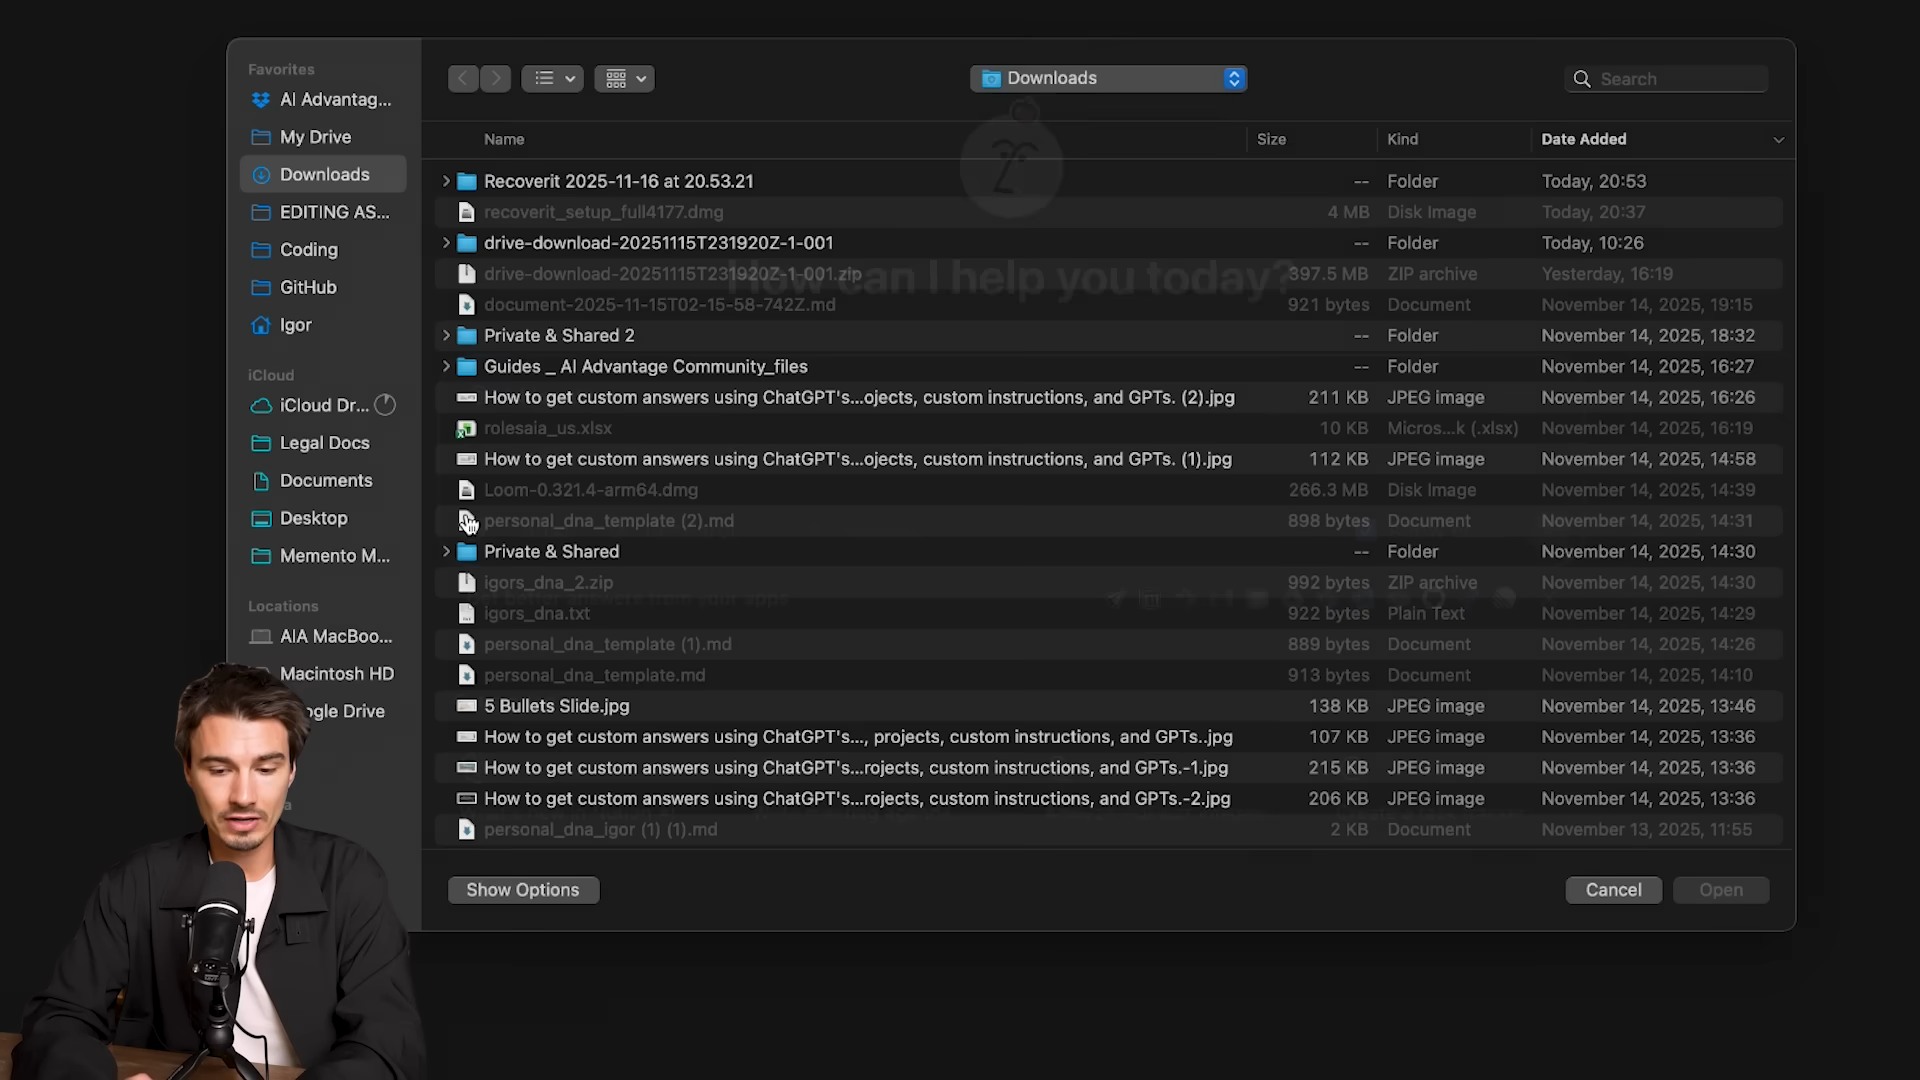 Favorites
AI Advantag...
My Drive
Downloads
EDITING AS...
Coding
GitHub
Igor
iCloud
iCloud Dr...
Legal Docs
Documents
Desktop
Memento M...
Locations
AIA MacBoo...
Macintosh HD
ogle Drive
Downloads
Search
Name Size Kind Date Added
Recoverit 2025-11-16 at 20.53.21 -- Folder Today, 20:53
recoverit_setup_full4177.dmg 4 MB Disk Image Today, 20:37
drive-download-20251115T231920Z-1-001 -- Folder Today, 10:26
drive-download-20251115T231920Z-1-001.zip 397.5 MB ZIP archive Yesterday, 16:19
How can I help you today?
document-2025-11-15T02-15-58-742Z.md 921 bytes Document November 14, 2025, 19:15
Private & Shared 2 -- Folder November 14, 2025, 18:32
Guides _ AI Advantage Community_files -- Folder November 14, 2025, 16:27
How to get custom answers using ChatGPT's...ojects, custom instructions, and GPTs. (2).jpg 211 KB JPEG image November 14, 2025, 16:26
rolesaia_us.xlsx 10 KB Micros...k (.xlsx) November 14, 2025, 16:19
How to get custom answers using ChatGPT's...ojects, custom instructions, and GPTs. (1).jpg 112 KB JPEG image November 14, 2025, 14:58
Loom-0.321.4-arm64.dmg 266.3 MB Disk Image November 14, 2025, 14:39
personal_dna_template (2).md 898 bytes Document November 14, 2025, 14:31
Private & Shared -- Folder November 14, 2025, 14:30
igors_dna_2.zip 992 bytes ZIP archive November 14, 2025, 14:30
igors_dna.txt 922 bytes Plain Text November 14, 2025, 14:29
personal_dna_template (1).md 889 bytes Document November 14, 2025, 14:26
personal_dna_template.md 913 bytes Document November 14, 2025, 14:10
5 Bullets Slide.jpg 138 KB JPEG image November 14, 2025, 13:46
How to get custom answers using ChatGPT's..., projects, custom instructions, and GPTs..jpg 107 KB JPEG image November 14, 2025, 13:36
How to get custom answers using ChatGPT's...rojects, custom instructions, and GPTs.-1.jpg 215 KB JPEG image November 14, 2025, 13:36
How to get custom answers using ChatGPT's...rojects, custom instructions, and GPTs.-2.jpg 206 KB JPEG image November 14, 2025, 13:36
personal_dna_igor (1) (1).md 2 KB Document November 13, 2025, 11:55
Show Options
Cancel
Open